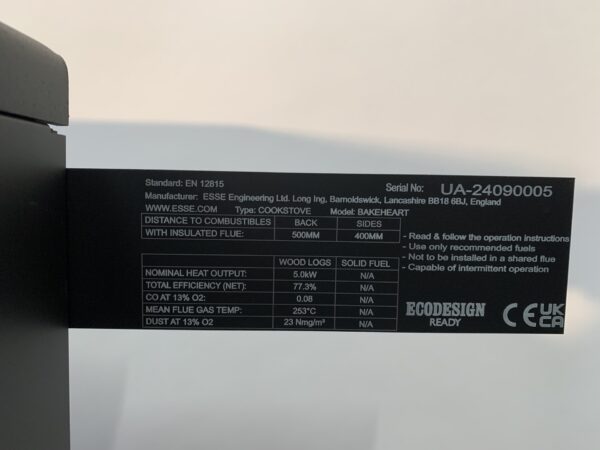 Standard: EN 12815
Serial No: UA-24090005
Manufacturer: ESSE Engineering Ltd. Long Ing, Barnoldswick, Lancashire BB18 6BJ, England
WWW.ESSE.COM Type: COOKSTOVE Model: BAKEHEART
DISTANCE TO COMBUSTIBLES BACK SIDES
WITH INSULATED FLUE: 500MM 400MM
- Read & follow the operation instructions
- Use only recommended fuels
- Not to be installed in a shared flue
- Capable of intermittent operation
WOOD LOGS SOLID FUEL
NOMINAL HEAT OUTPUT: 5.0kW N/A
TOTAL EFFICIENCY (NET): 77.3% N/A
CO AT 13% O2: 0.08 N/A
MEAN FLUE GAS TEMP: 253°C N/A
DUST AT 13% O2 23 Nmg/m³ N/A
ECODESIGN
READY
CE UK
CA